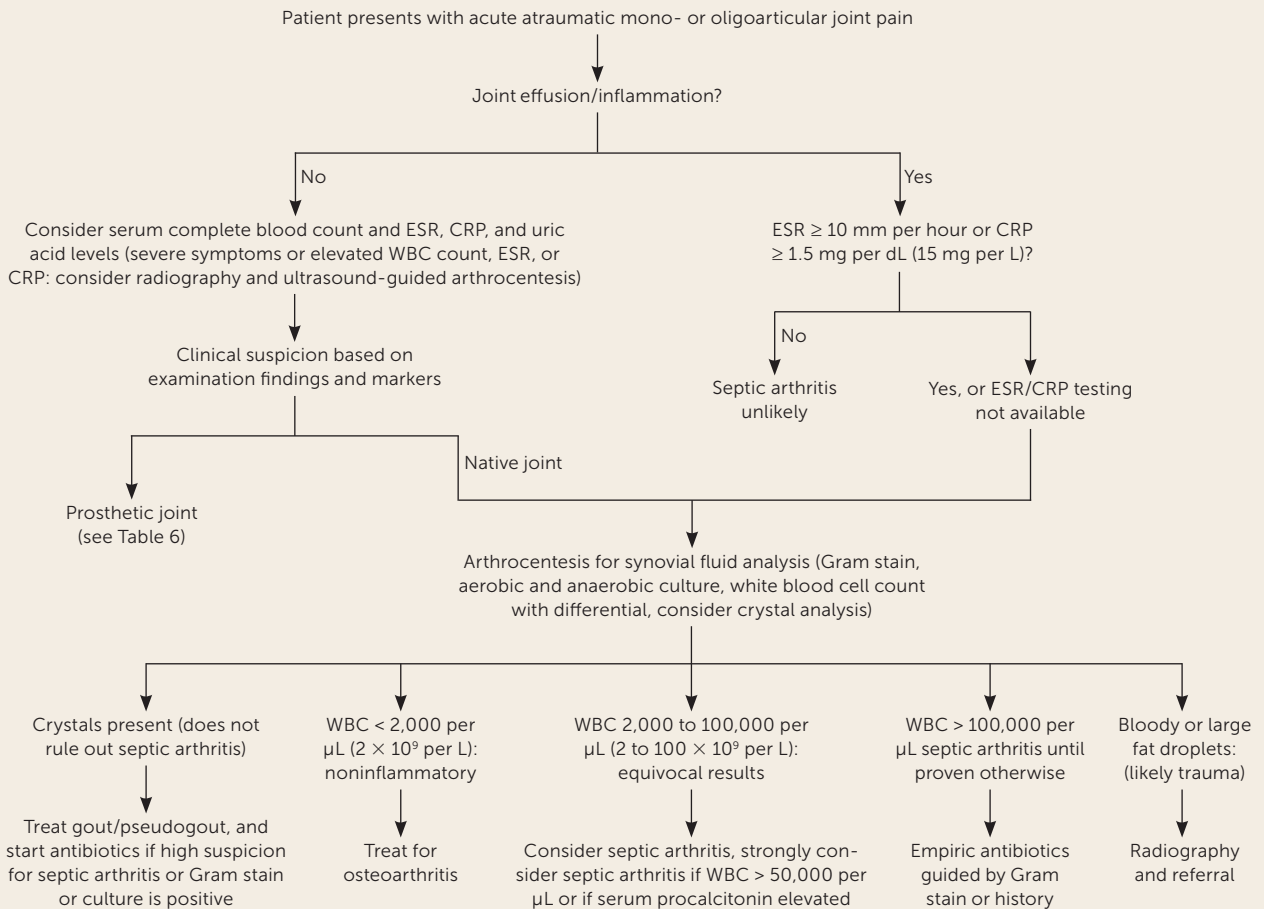 Patient presents with acute atraumatic mono- or oligoarticular joint pain
Joint effusion/inflammation?
No
Yes
Consider serum complete blood count and ESR, CRP, and uric
acid levels (severe symptoms or elevated WBC count, ESR, or
CRP: consider radiography and ultrasound-guided arthrocentesis)
ESR ≥ 10 mm per hour or CRP
≥ 1.5 mg per dL (15 mg per L)?
No
Clinical suspicion based on
examination findings and markers
Septic arthritis
unlikely
Yes, or ESR/CRP testing
not available
Native joint
Prosthetic joint
(see Table 6)
Arthrocentesis for synovial fluid analysis (Gram stain,
aerobic and anaerobic culture, white blood cell count
with differential, consider crystal analysis)
Crystals present (does not
rule out septic arthritis)
WBC < 2,000 per
µL (2 × 10⁹ per L):
noninflammatory
WBC 2,000 to 100,000 per
µL (2 to 100 × 10⁹ per L):
equivocal results
WBC > 100,000 per
µL septic arthritis until
proven otherwise
Bloody or large
fat droplets:
(likely trauma)
Treat gout/pseudogout, and
start antibiotics if high suspicion
for septic arthritis or Gram stain
or culture is positive
Treat for
osteoarthritis
Consider septic arthritis, strongly con-
sider septic arthritis if WBC > 50,000 per
µL or if serum procalcitonin elevated
Empiric antibiotics
guided by Gram
stain or history
Radiography
and referral